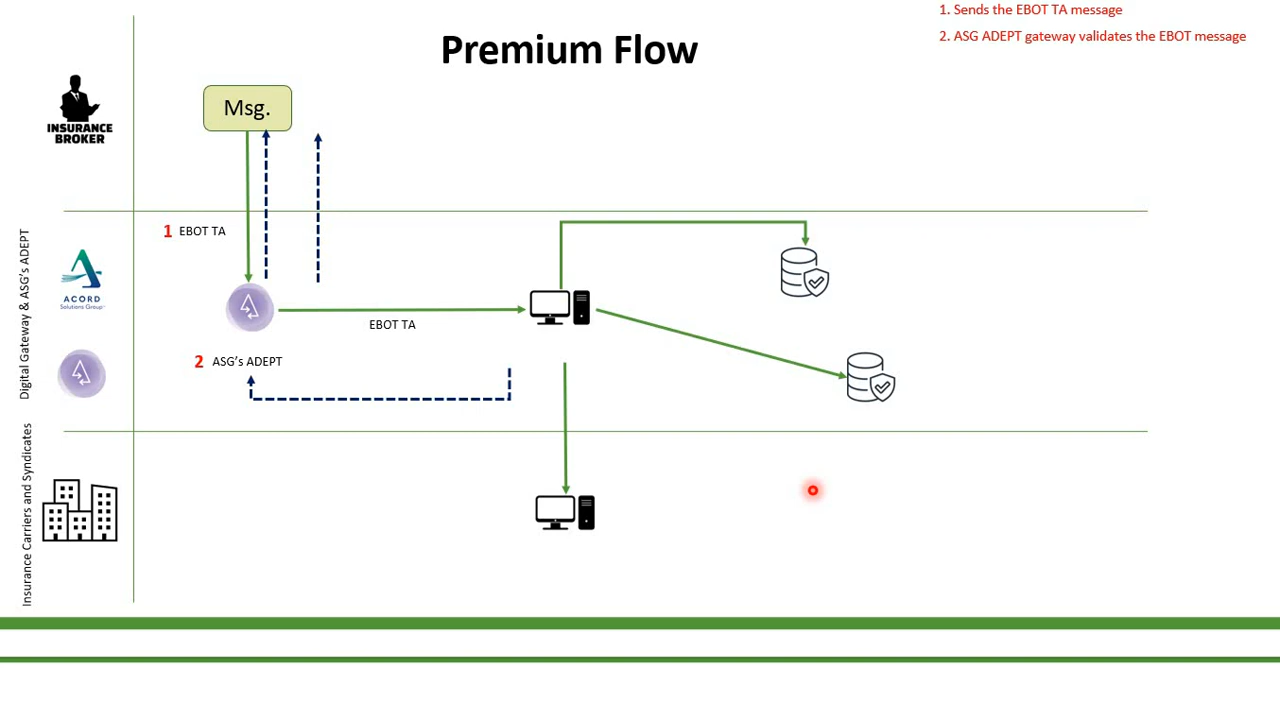 1. Sends the EBOT TA message
2. ASG ADEPT gateway validates the EBOT message
Premium Flow
Msg.
INSURANCE
BROKER
1 EBOT TA
Digital Gateway & ASG's ADEPT
ACORD
Solutions Group
EBOT TA
2 ASG's ADEPT
Insurance Carriers and Syndicates